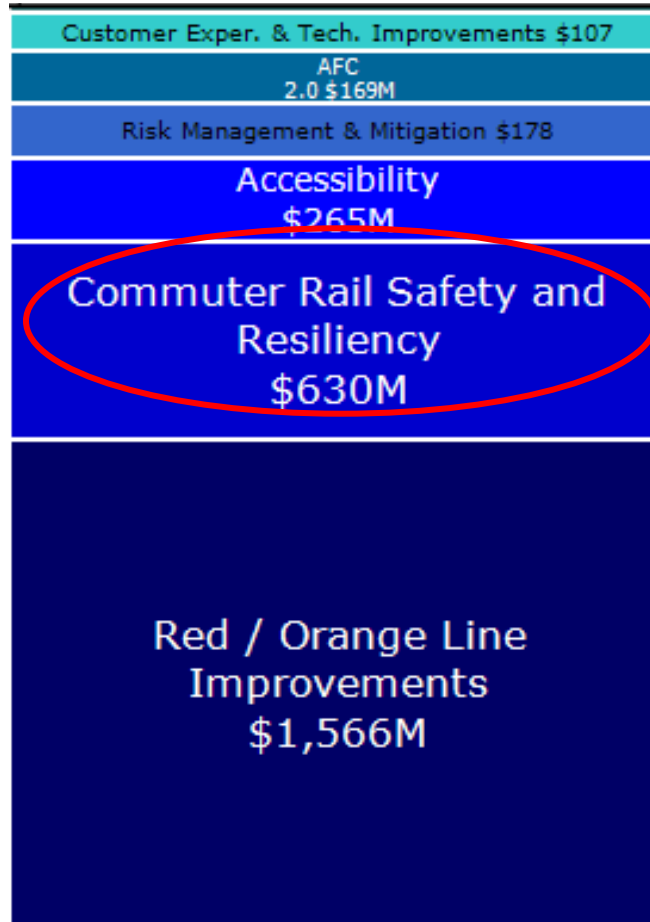 Customer Exper. & Tech. Improvements $107
AFC
2.0 $169M
Risk Management & Mitigation $178
Accessibility
$265M
Commuter Rail Safety and
Resiliency
$630M
Red / Orange Line
Improvements
$1,566M